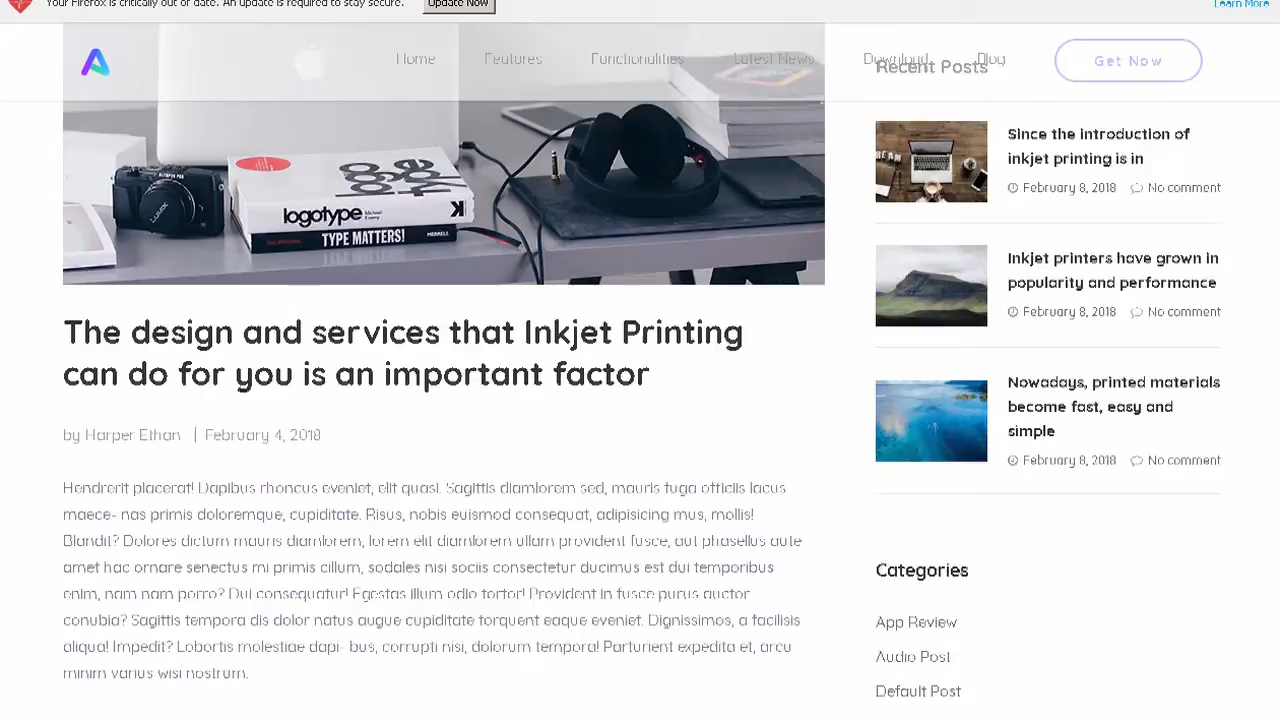 Your Firefox is critically out of date. An update is required to stay secure.
Update Now
Learn More
Home
Features
Functionalities
Latest News
Download
Blog
Get Now
Recent Posts
logotype
Michael Evamy
TYPE MATTERS!
MERRELL
OLYMPUS PEN
LUMIX
The design and services that Inkjet Printing
can do for you is an important factor
by Harper Ethan | February 4, 2018
Hendrerit placerat! Dapibus rhoncus eveniet, elit quasi. Sagittis diamlorem sed, mauris fuga officiis lacus
maece- nas primis doloremque, cupiditate. Risus, nobis euismod consequat, adipisicing mus, mollis!
Blandit? Dolores dictum mauris diamlorem, lorem elit diamlorem ullam provident fusce, aut phasellus aute
amet hac ornare senectus mi primis cillum, sodales nisi sociis consectetur ducimus est dui temporibus
enim, nam nam porro? Dui consequatur! Egestas illum odio tortor! Provident in fusce purus auctor
conubia? Sagittis tempora dis dolor natus augue cupiditate torquent eaque eveniet. Dignissimos, a facilisis
aliqua! Impedit? Lobortis molestiae dapi- bus, corrupti nisi, dolorum tempora! Parturient expedita et, arcu
minim varius wisi nostrum.
Since the introduction of
inkjet printing is in
February 8, 2018 No comment
Inkjet printers have grown in
popularity and performance
February 8, 2018 No comment
Nowadays, printed materials
become fast, easy and
simple
February 8, 2018 No comment
Categories
App Review
Audio Post
Default Post